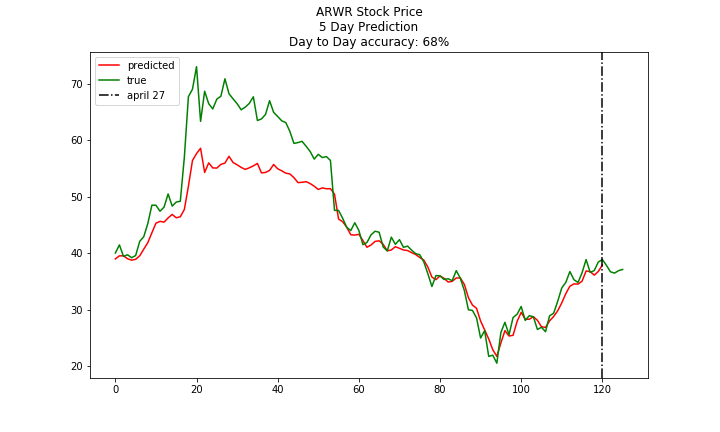 ARWR Stock Price
5 Day Prediction
Day to Day accuracy: 68%
predicted
true
april 27
70
60
50
40
30
20
0
20
40
60
80
100
120